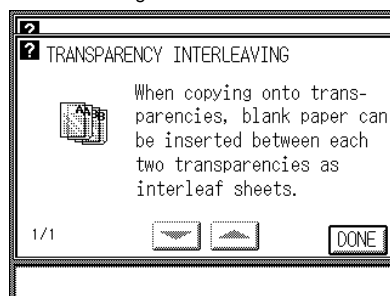 ?
? TRANSPARENCY INTERLEAVING
When copying onto trans-
parencies, blank paper can
be inserted between each
two transparencies as
interleaf sheets.
1/1
DONE